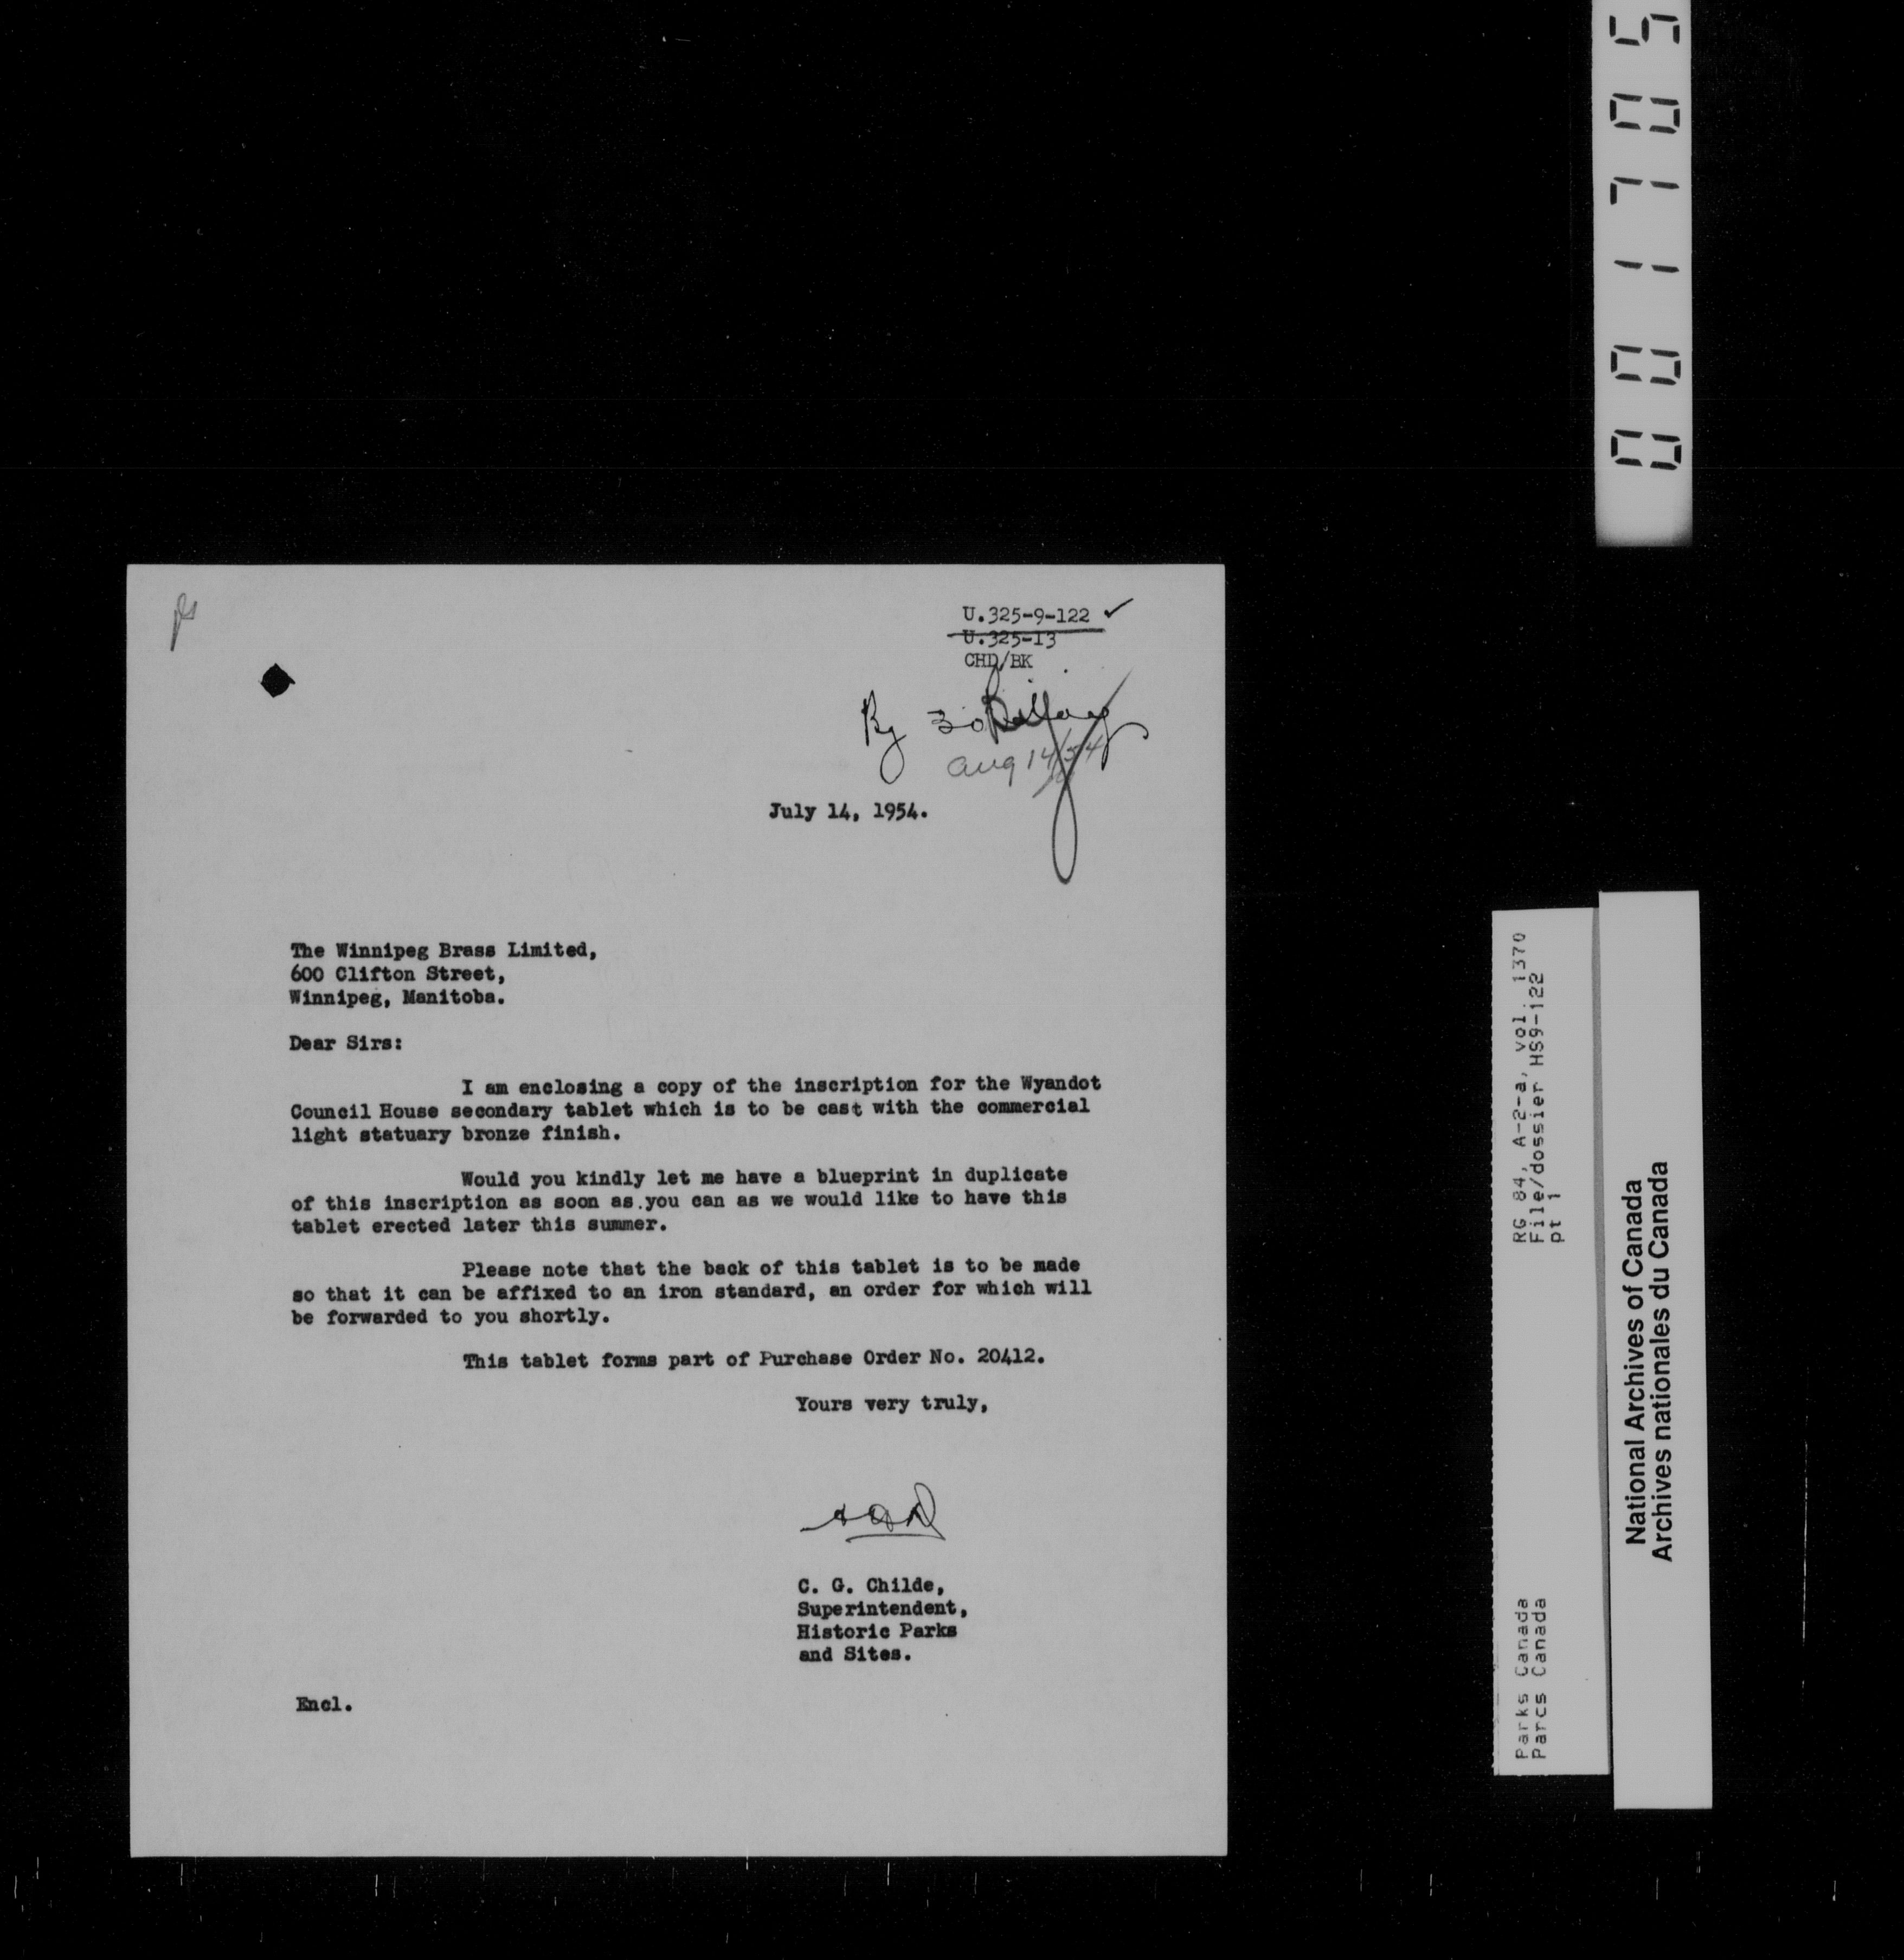 U.325-9-122
U.325-13
CHD/BK
By 30
Aug 14/54
July 14, 1954.
The Winnipeg Brass Limited,
600 Clifton Street,
Winnipeg, Manitoba.
Dear Sirs:
I am enclosing a copy of the inscription for the Wyandot
Council House secondary tablet which is to be cast with the commercial
light statuary bronze finish.
Would you kindly let me have a blueprint in duplicate
of this inscription as soon as you can as we would like to have this
tablet erected later this summer.
Please note that the back of this tablet is to be made
so that it can be affixed to an iron standard, an order for which will
be forwarded to you shortly.
This tablet forms part of Purchase Order No. 20412.
Yours very truly,
C. G. Childe,
Superintendent,
Historic Parks
and Sites.
Encl.
001705
RG 84, A-2-a, vol. 1370
File/dossier HS9-122
pt 1
Parks Canada
Parcs Canada
National Archives of Canada
Archives nationales du Canada